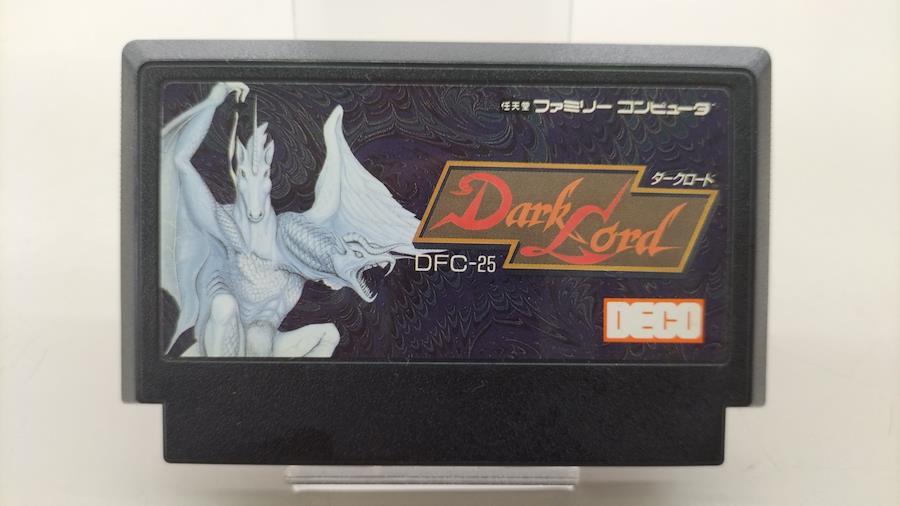 任天堂 ファミリー コンピュータ
ダークロード
Dark Lord
DFC-25
DECO